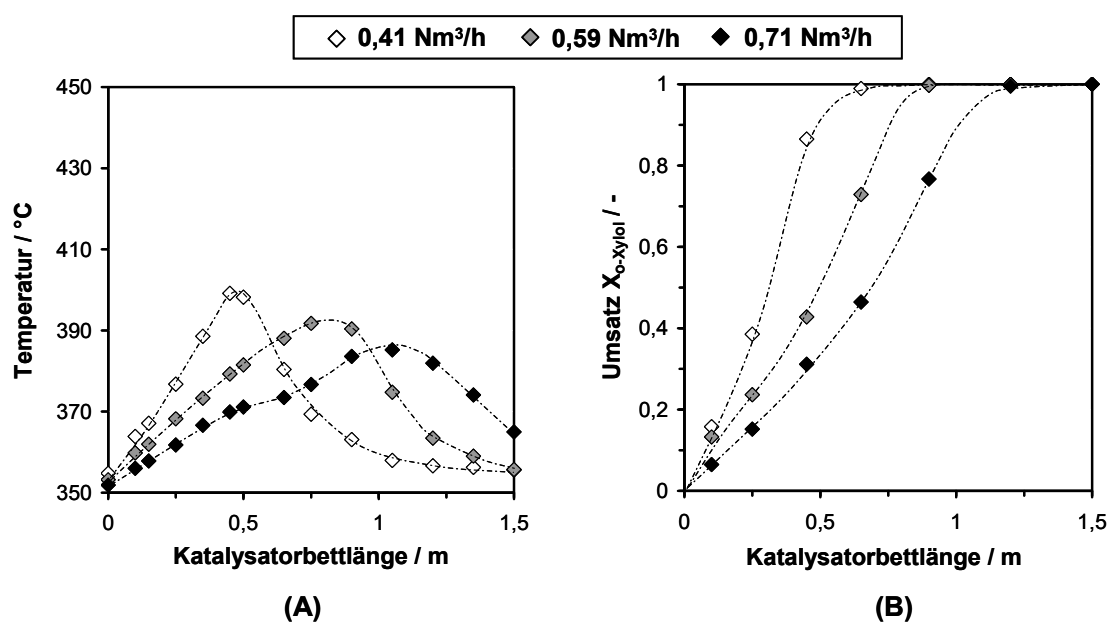 0,41 Nm³/h 0,59 Nm³/h 0,71 Nm³/h
450
430
410
390
370
350
Temperatur / °C
0 0,5 1 1,5
Katalysatorbettlänge / m
(A)
1
0,8
0,6
0,4
0,2
0
Umsatz Xo-Xylol / -
0 0,5 1 1,5
Katalysatorbettlänge / m
(B)